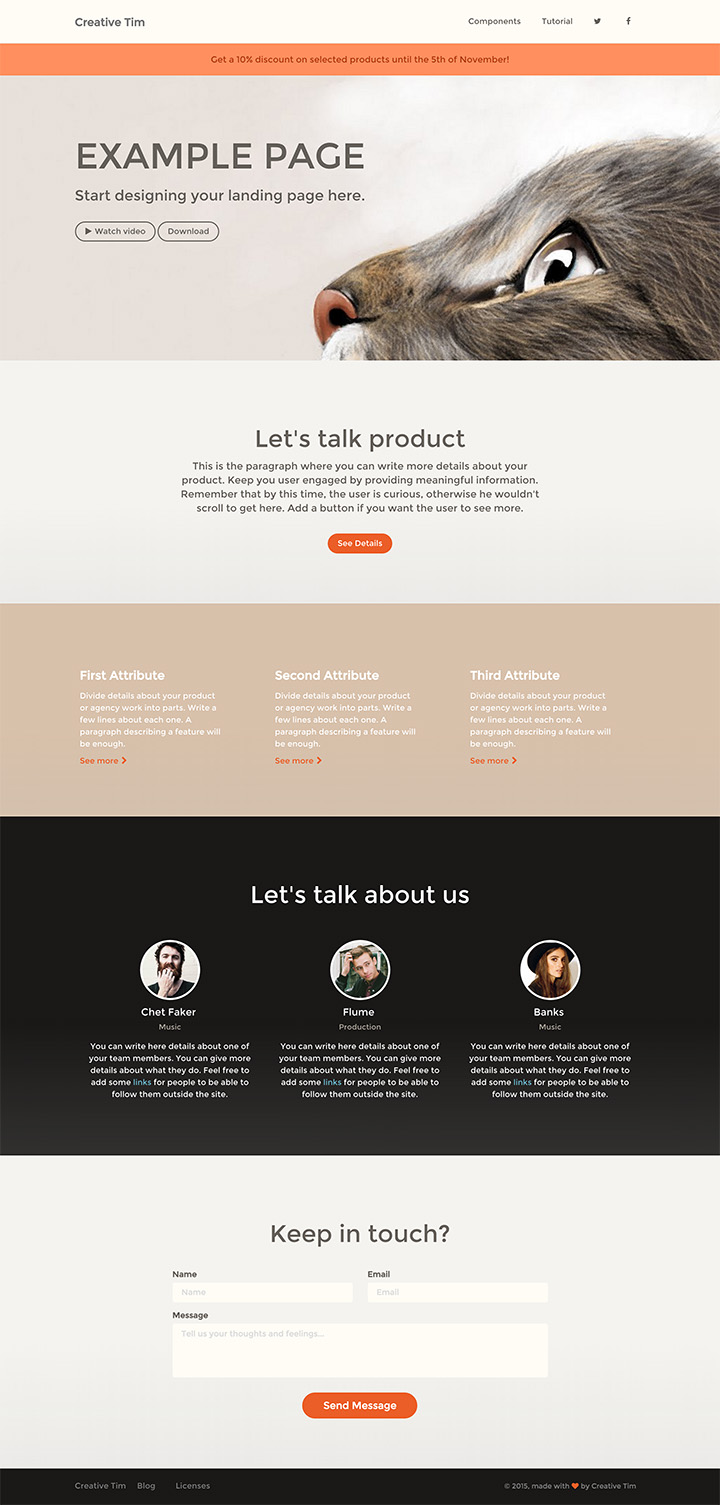 Creative Tim
Components Tutorial
Get a 10% discount on selected products until the 5th of November!
EXAMPLE PAGE
Start designing your landing page here.
Watch video
Download
Let's talk product
This is the paragraph where you can write more details about your
product. Keep you user engaged by providing meaningful information.
Remember that by this time, the user is curious, otherwise he wouldn't
scroll to get here. Add a button if you want the user to see more.
See Details
First Attribute
Divide details about your product
or agency work into parts. Write a
few lines about each one. A
paragraph describing a feature will
be enough.
See more
Second Attribute
Divide details about your product
or agency work into parts. Write a
few lines about each one. A
paragraph describing a feature will
be enough.
See more
Third Attribute
Divide details about your product
or agency work into parts. Write a
few lines about each one. A
paragraph describing a feature will
be enough.
See more
Let's talk about us
Chet Faker
Music
You can write here details about one of
your team members. You can give more
details about what they do. Feel free to
add some links for people to be able to
follow them outside the site.
Flume
Production
You can write here details about one of
your team members. You can give more
details about what they do. Feel free to
add some links for people to be able to
follow them outside the site.
Banks
Music
You can write here details about one of
your team members. You can give more
details about what they do. Feel free to
add some links for people to be able to
follow them outside the site.
Keep in touch?
Name
Name
Email
Email
Message
Tell us your thoughts and feelings...
Send Message
Creative Tim Blog Licenses
© 2015, made with ❤ by Creative Tim